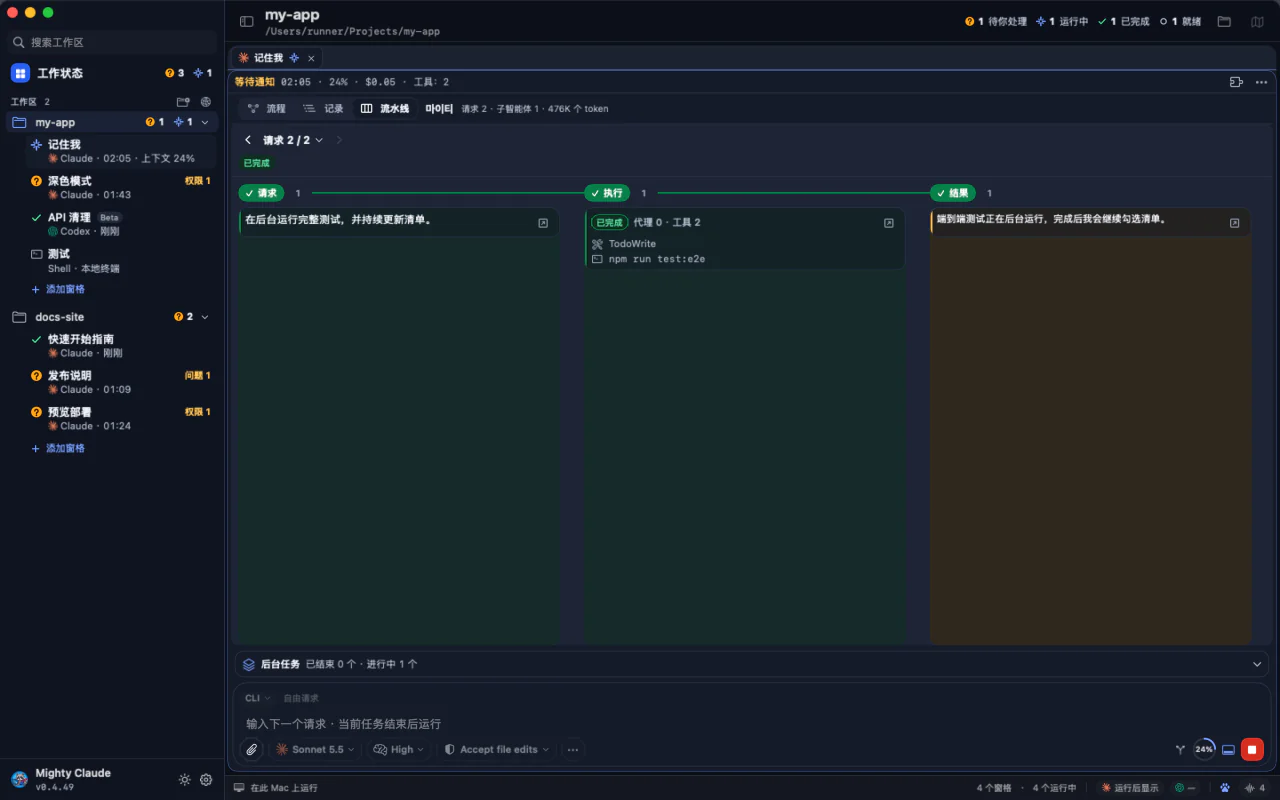 搜索工作区
工作状态
3
1
工作区 2
my-app
1
1
记住我
Claude · 02:05 · 上下文 24%
深色模式
权限 1
Claude · 01:43
API 清理 Beta
Codex · 刚刚
测试
Shell · 本地终端
+ 添加窗格
docs-site
2
快速开始指南
Claude · 刚刚
发布说明
问题 1
Claude · 01:09
预览部署
权限 1
Claude · 01:24
+ 添加窗格
Mighty Claude
v0.4.49
my-app
/Users/runner/Projects/my-app
1 待你处理 1 运行中 1 已完成 1 就绪
记住我
等待通知 02:05 · 24% · $0.05 · 工具: 2
流程 记录 流水线 마이티 请求 2 · 子智能体 1 · 476K 个 token
请求 2 / 2
已完成
请求 1
执行 1
结果 1
在后台运行完整测试，并持续更新清单。
已完成 代理 0 · 工具 2
TodoWrite
npm run test:e2e
端到端测试正在后台运行，完成后我会继续勾选清单。
后台任务 已结束 0 个 · 进行中 1 个
CLI 自由请求
输入下一个请求 · 当前任务结束后运行
Sonnet 5.5 High Accept file edits
24%
在此 Mac 上运行
4 个窗格 · 4 个运行中 运行后显示 — 4